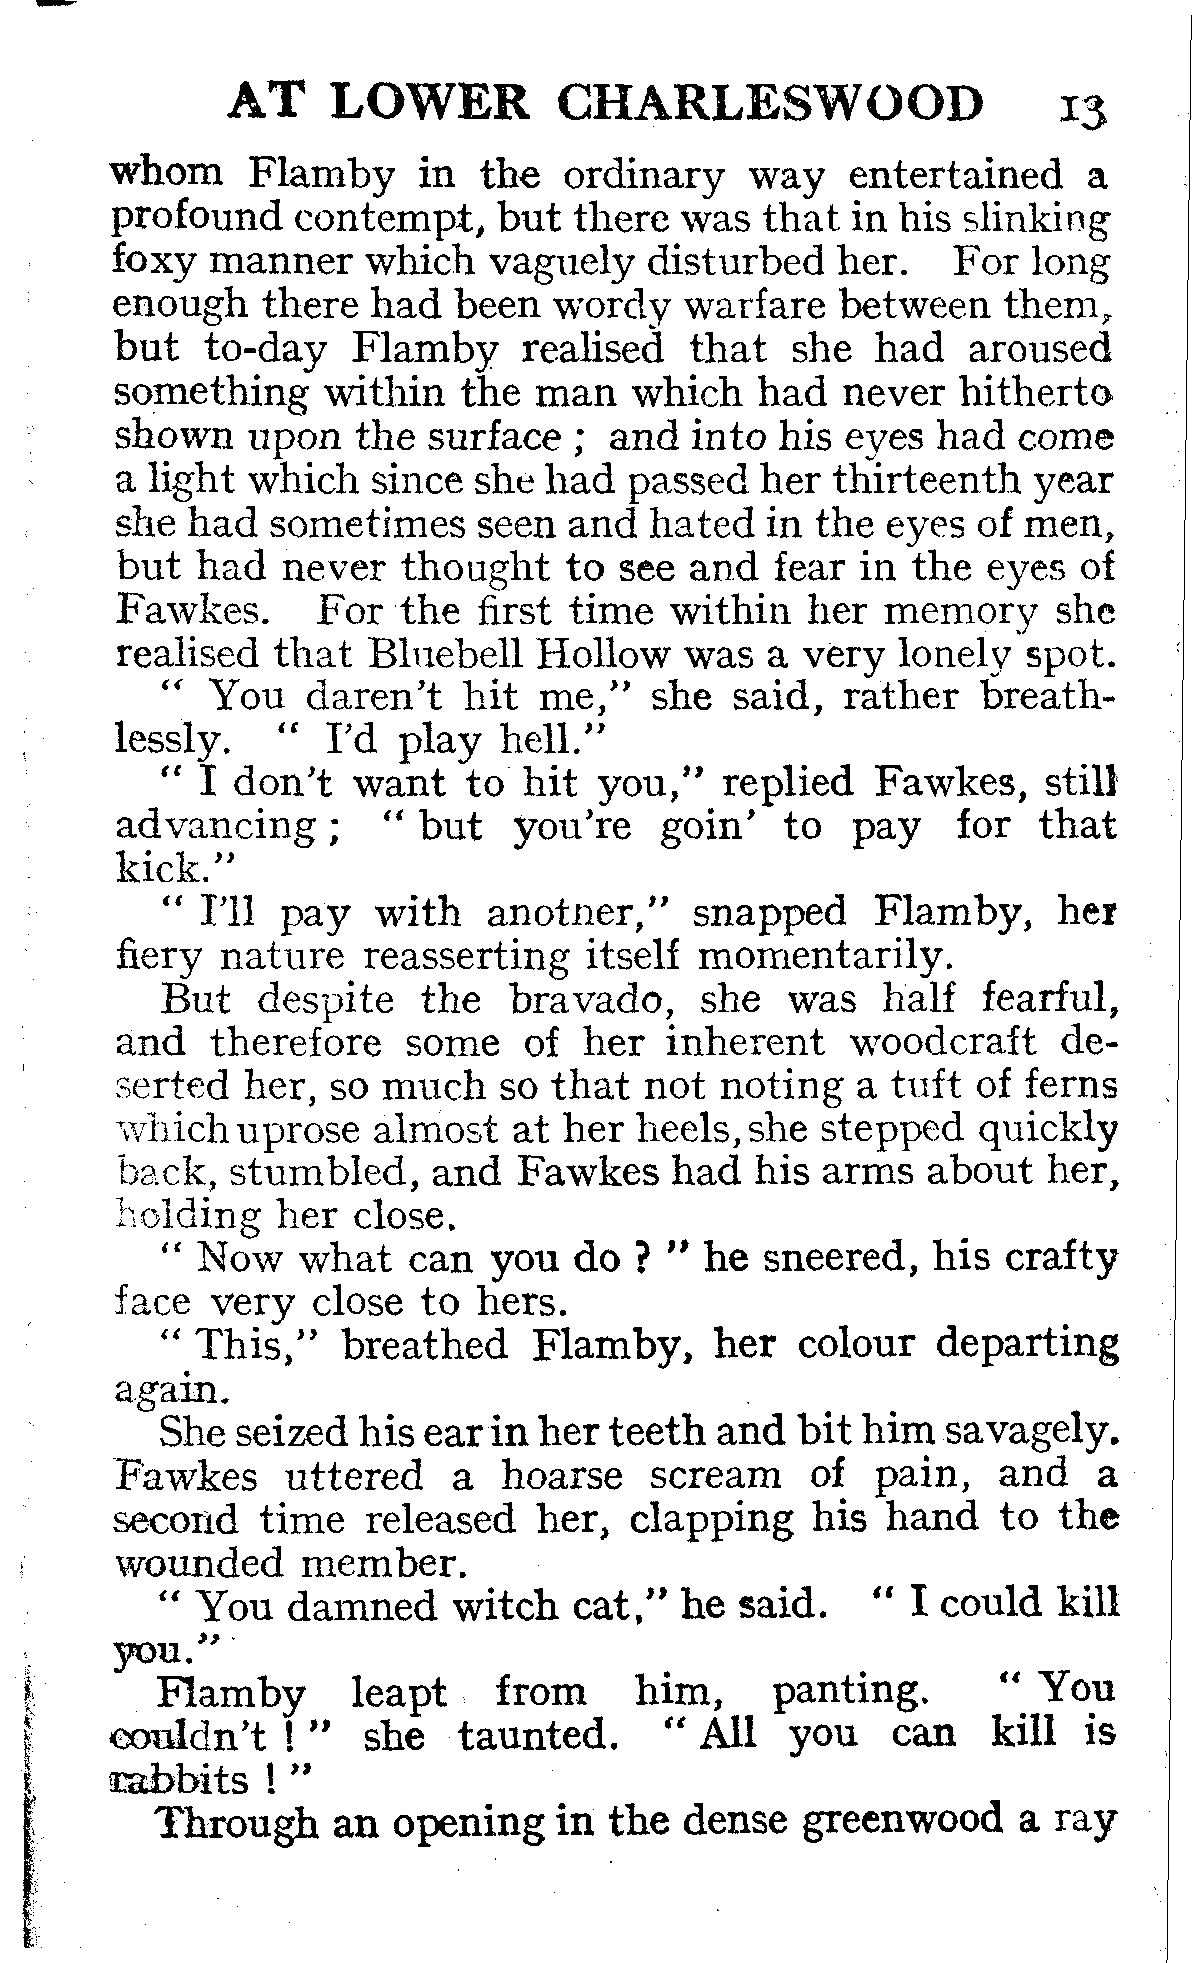 AT LOWER CHARLESWOOD 13
whom Flamby in the ordinary way entertained a
profound contempt, but there was that in his slinking
foxy manner which vaguely disturbed her. For long
enough there had been wordy warfare between them,
but to-day Flamby realised that she had aroused
something within the man which had never hitherto
shown upon the surface ; and into his eyes had come
a light which since she had passed her thirteenth year
she had sometimes seen and hated in the eyes of men,
but had never thought to see and fear in the eyes of
Fawkes. For the first time within her memory she
realised that Bluebell Hollow was a very lonely spot.
“ You daren't hit me,” she said, rather breath-
lessly. “ I'd play hell.”
“ I don't want to hit you,” replied Fawkes, still
advancing ; “ but you're goin' to pay for that
kick.”
“ I'll pay with another,” snapped Flamby, her
fiery nature reasserting itself momentarily.
But despite the bravado, she was half fearful,
and therefore some of her inherent woodcraft de-
serted her, so much so that not noting a tuft of ferns
which uprose almost at her heels, she stepped quickly
back, stumbled, and Fawkes had his arms about her,
holding her close.
“ Now what can you do ? ” he sneered, his crafty
face very close to hers.
“ This,” breathed Flamby, her colour departing
again.
She seized his ear in her teeth and bit him savagely.
Fawkes uttered a hoarse scream of pain, and a
second time released her, clapping his hand to the
wounded member.
“ You damned witch cat,” he said. “ I could kill
you.”
Flamby leapt from him, panting. “ You
couldn't ! ” she taunted. “ All you can kill is
rabbits ! ”
Through an opening in the dense greenwood a ray